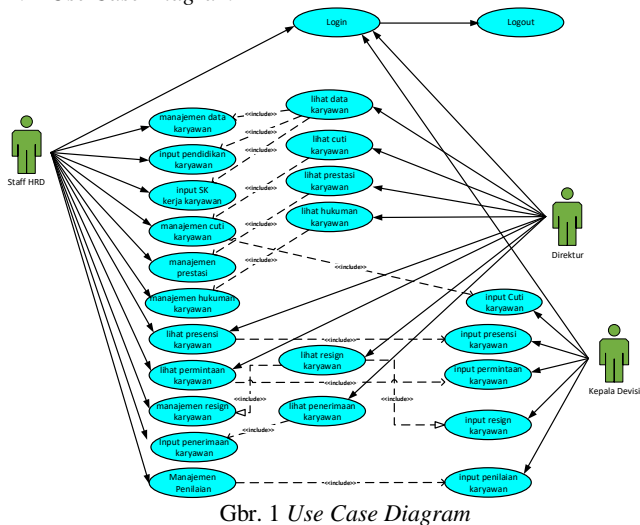 Login
Logout
manajemen data
karyawan
lihat data
karyawan
<<include>>
input pendidikan
karyawan
<<include>>
lihat cuti
karyawan
<<include>>
Staff HRD
input SK
kerja karyawan
lihat prestasi
karyawan
<<include>>
manajemen cuti
karyawan
lihat hukuman
karyawan
<<include>>
manajemen
prestasi
<<include>>
<<include>>
Direktur
manajemen hukuman
karyawan
input Cuti
karyawan
lihat presensi
karyawan
<<include>>
input presensi
karyawan
Kepala Devisi
lihat permintaan
karyawan
lihat resign
karyawan
<<include>>
input permintaan
karyawan
manajemen resign
karyawan
<<include>>
lihat penerimaan
karyawan
<<include>>
input resign
karyawan
Input penerimaan
karyawan
<<include>>
Manajemen
Penilaian
<<include>>
input penilaian
karyawan
Gbr. 1 Use Case Diagram